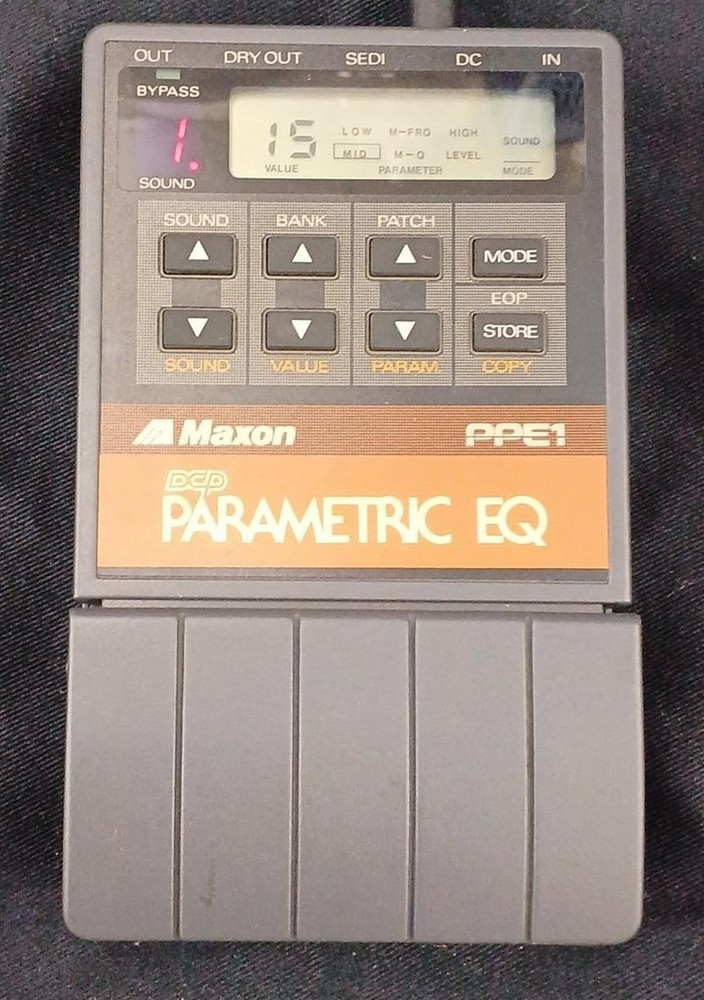 OUT DRY OUT SEDI DC IN
BYPASS
1.
SOUND
15 LOW M-FRQ HIGH SOUND
MID M-Q LEVEL
VALUE PARAMETER MODE
SOUND BANK PATCH
MODE
EOP
STORE
SOUND VALUE PARAM. COPY
Maxon PPE1
DCP
PARAMETRIC EQ